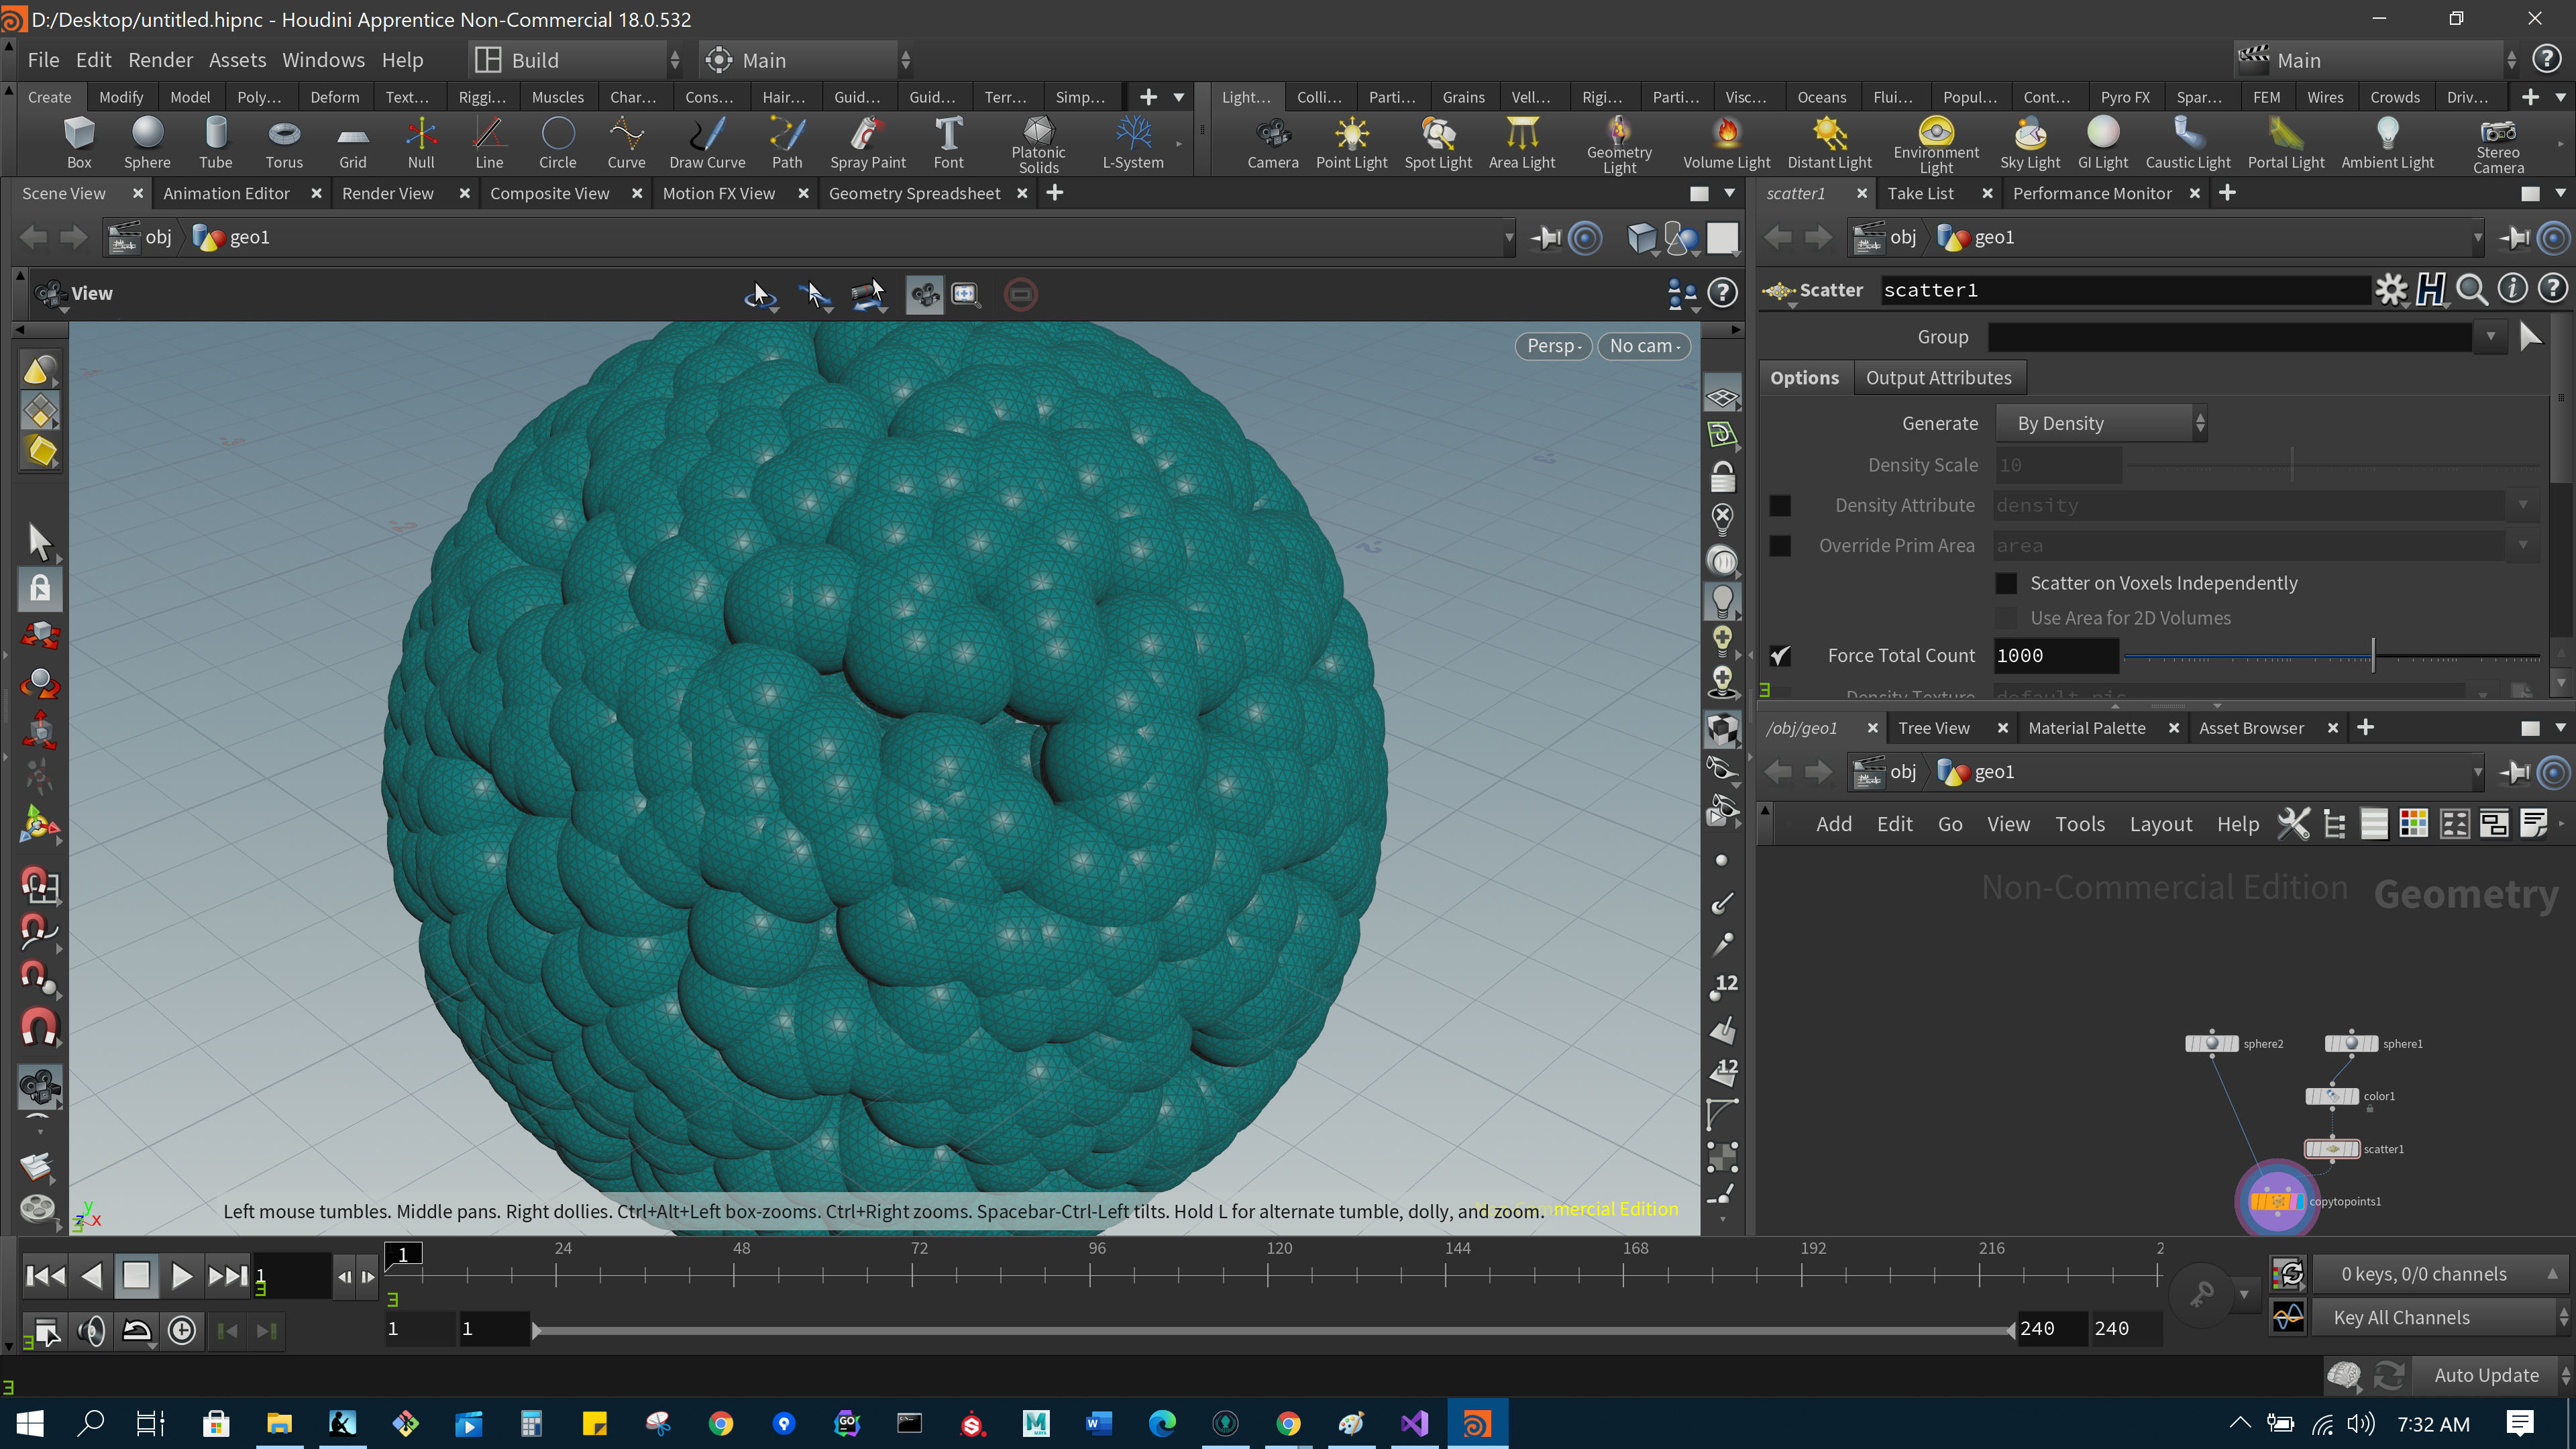 D:/Desktop/untitled.hipnc - Houdini Apprentice Non-Commercial 18.0.532
File Edit Render Assets Windows Help Build Main Main
Create Modify Model Poly... Deform Text... Riggi... Muscles Char... Cons... Hair... Guid... Guid... Terr... Simp... Light... Colli... Parti... Grains Vell... Rigi... Parti... Visc... Oceans Flui... Popul... Cont... Pyro FX Spar... FEM Wires Crowds Driv...
Box Sphere Tube Torus Grid Null Line Circle Curve Draw Curve Path Spray Paint Font Platonic Solids L-System Camera Point Light Spot Light Area Light Geometry Light Volume Light Distant Light Environment Light Sky Light GI Light Caustic Light Portal Light Ambient Light Stereo Camera
Scene View Animation Editor Render View Composite View Motion FX View Geometry Spreadsheet
obj geo1
View
Persp No cam
Left mouse tumbles. Middle pans. Right dollies. Ctrl+Alt+Left box-zooms. Ctrl+Right zooms. Spacebar-Ctrl-Left tilts. Hold L for alternate tumble, dolly, and zoom.
mercial Edition
y
z x
12
12
scatter1 Take List Performance Monitor
obj geo1
Scatter scatter1
Group
Options Output Attributes
Generate By Density
Density Scale 10
Density Attribute density
Override Prim Area area
Scatter on Voxels Independently
Use Area for 2D Volumes
Force Total Count 1000
Density Texture default.pic
/obj/geo1 Tree View Material Palette Asset Browser
obj geo1
Add Edit Go View Tools Layout Help
Non-Commercial Edition Geometry
sphere2 sphere1
color1
scatter1
copytopoints1
1 1 24 48 72 96 120 144 168 192 216 2
0 keys, 0/0 channels
1 1 240 240 Key All Channels
Auto Update
7:32 AM